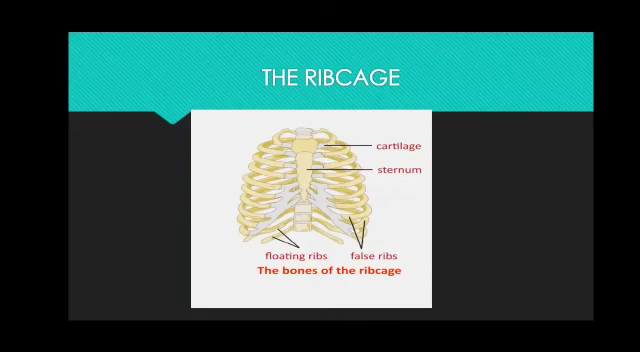 THE RIBCAGE
cartilage
sternum
floating ribs
false ribs
The bones of the ribcage